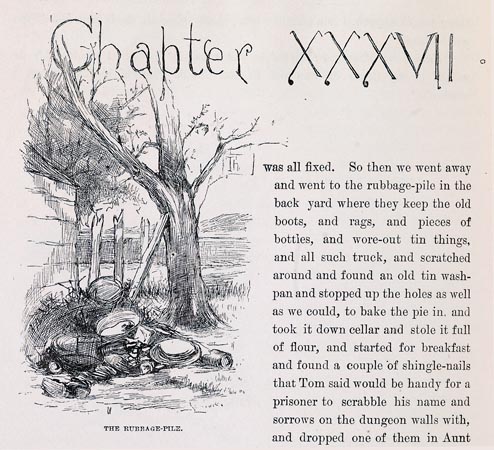 Chapter XXXVII
Th
was all fixed. So then we went away
and went to the rubbage-pile in the
back yard where they keep the old
boots, and rags, and pieces of
bottles, and wore-out tin things,
and all such truck, and scratched
around and found an old tin wash-
pan and stopped up the holes as well
as we could, to bake the pie in. and
took it down cellar and stole it full
of flour, and started for breakfast
and found a couple of shingle-nails
that Tom said would be handy for a
prisoner to scrabble his name and
sorrows on the dungeon walls with,
and dropped one of them in Aunt
THE RUBBAGE-PILE.